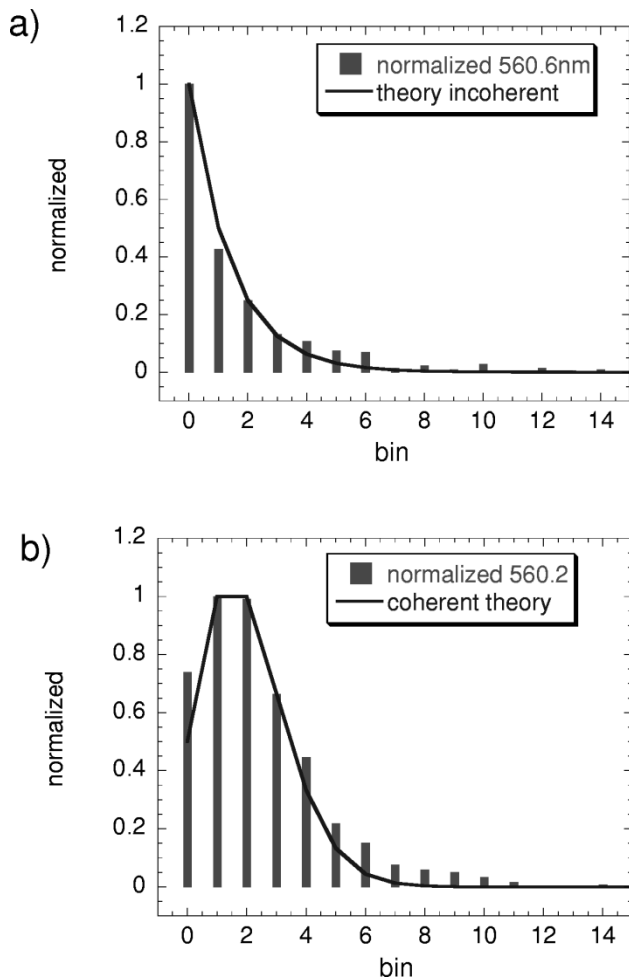 a)
1.2
1
0.8
0.6
0.4
0.2
0
normalized
normalized 560.6nm
theory incoherent
0 2 4 6 8 10 12 14
bin
b)
1.2
1
0.8
0.6
0.4
0.2
0
normalized
normalized 560.2
coherent theory
0 2 4 6 8 10 12 14
bin